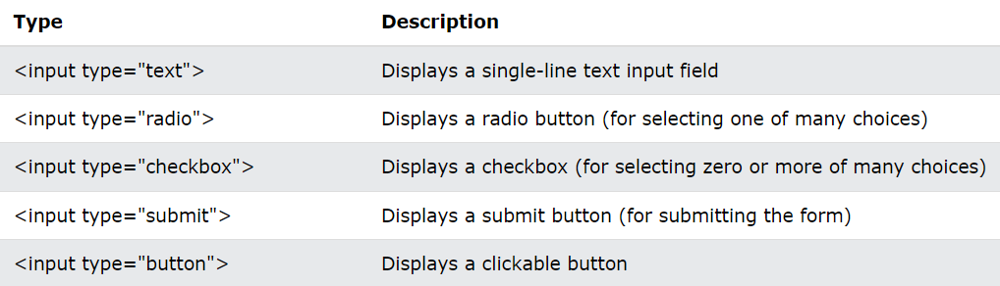 Type Description
<input type="text"> Displays a single-line text input field
<input type="radio"> Displays a radio button (for selecting one of many choices)
<input type="checkbox"> Displays a checkbox (for selecting zero or more of many choices)
<input type="submit"> Displays a submit button (for submitting the form)
<input type="button"> Displays a clickable button